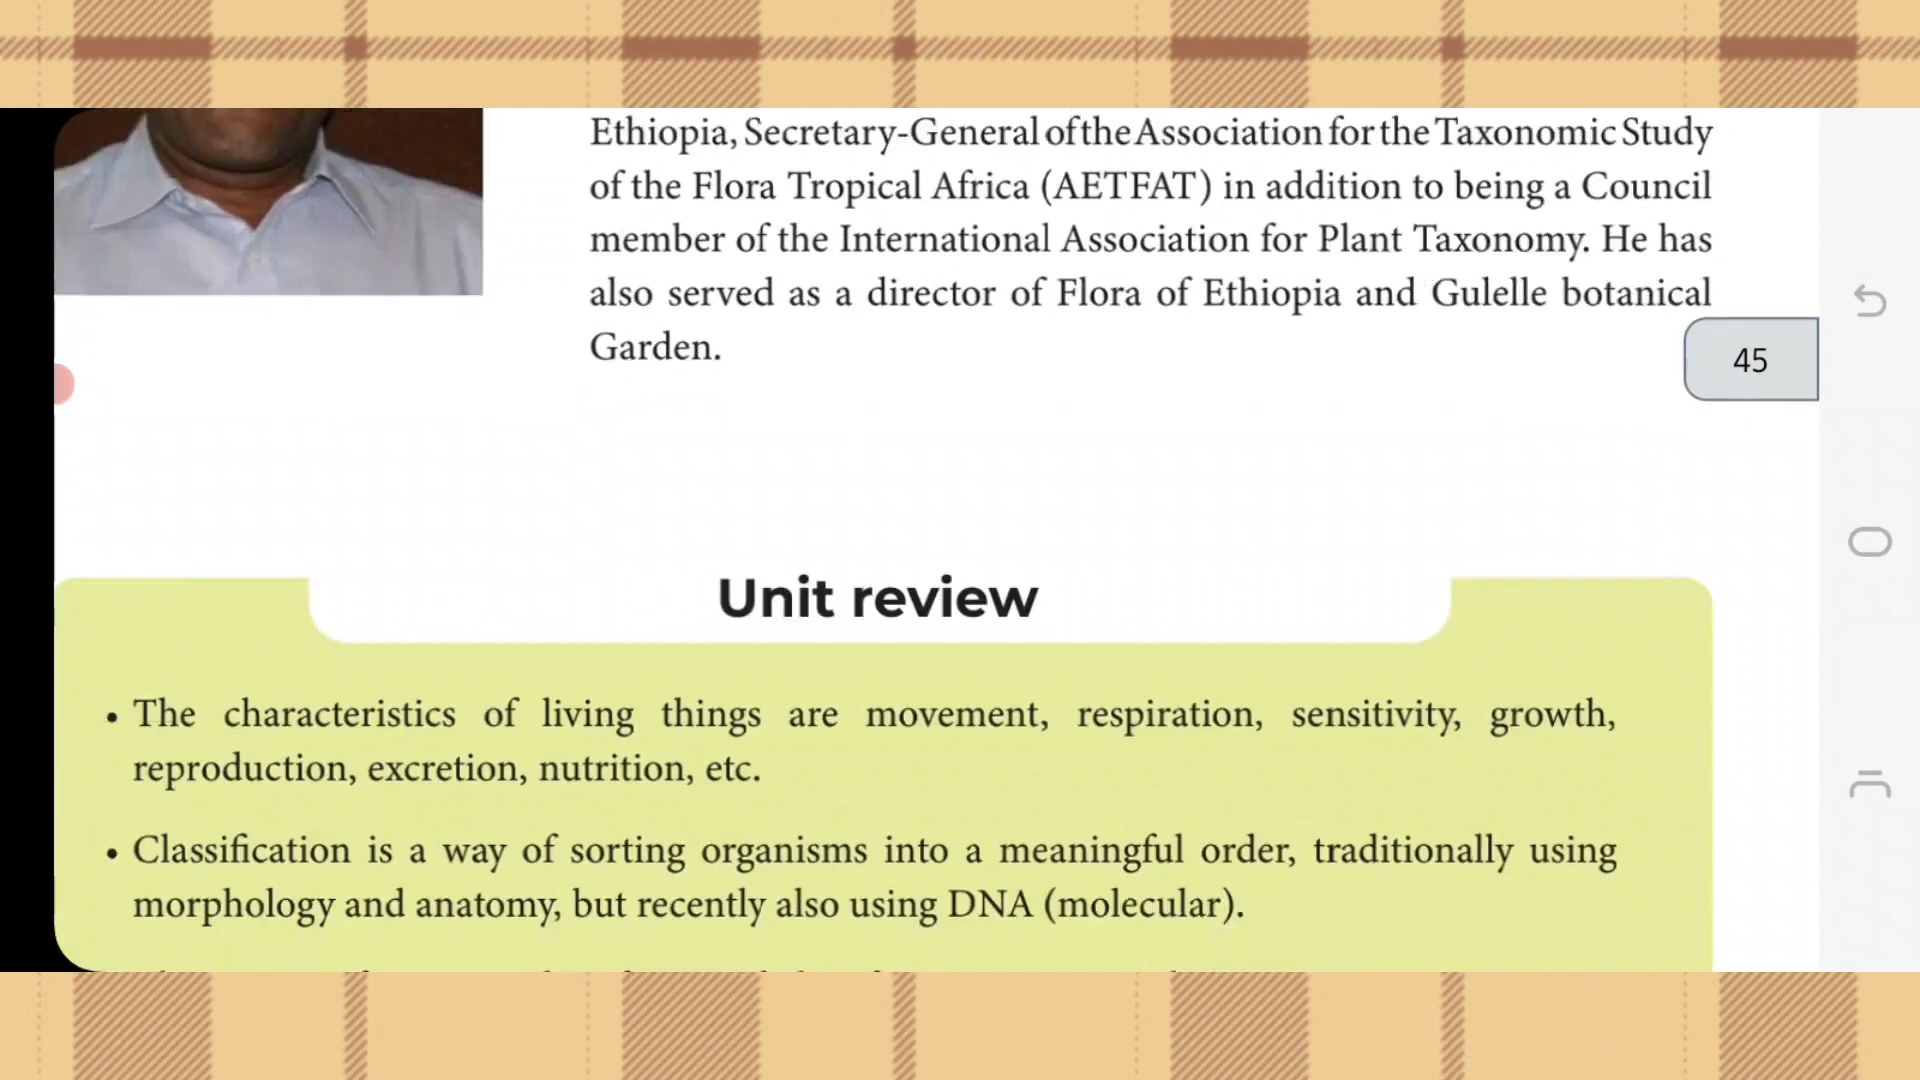 Ethiopia, Secretary-General of the Association for the Taxonomic Study
of the Flora Tropical Africa (AETFAT) in addition to being a Council
member of the International Association for Plant Taxonomy. He has
also served as a director of Flora of Ethiopia and Gulelle botanical
Garden.
45
Unit review
• The characteristics of living things are movement, respiration, sensitivity, growth,
reproduction, excretion, nutrition, etc.
• Classification is a way of sorting organisms into a meaningful order, traditionally using
morphology and anatomy, but recently also using DNA (molecular).